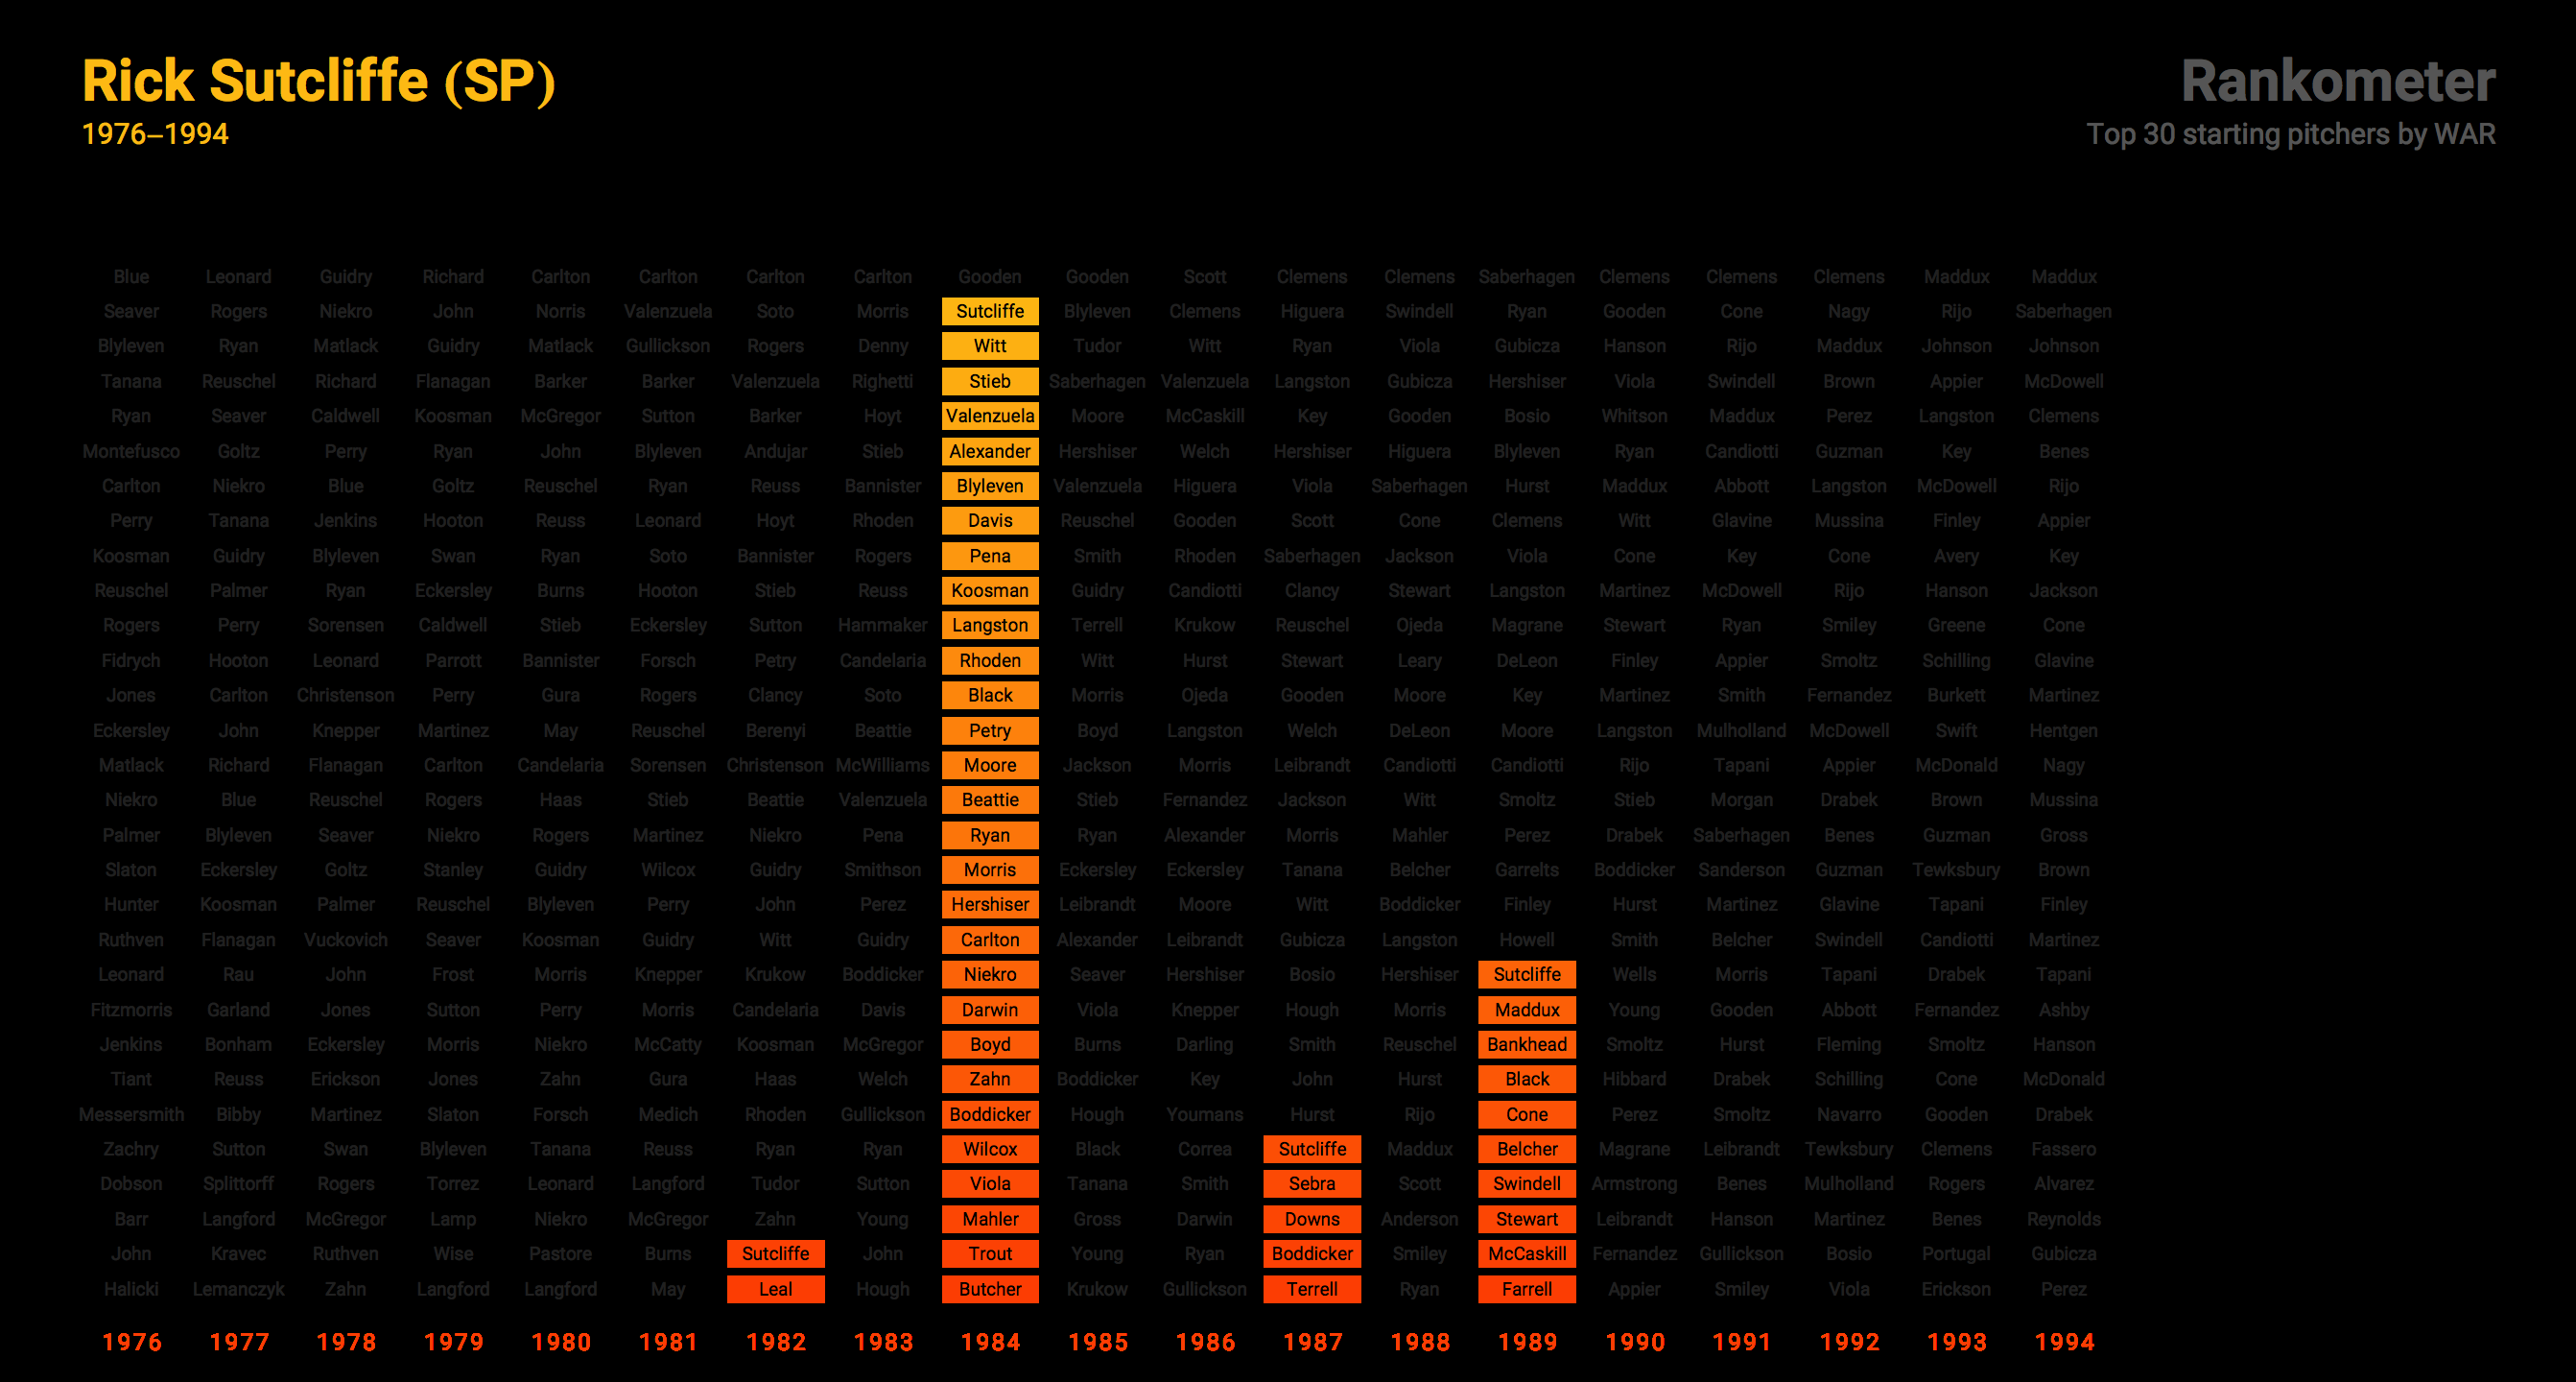 Rick Sutcliffe (SP)
1976–1994
Rankometer
Top 30 starting pitchers by WAR
Blue Leonard Guidry Richard Carlton Carlton Carlton Carlton Gooden Gooden Scott Clemens Clemens Saberhagen Clemens Clemens Clemens Maddux Maddux
Seaver Rogers Niekro John Norris Valenzuela Soto Morris Sutcliffe Blyleven Clemens Higuera Swindell Ryan Gooden Cone Nagy Rijo Saberhagen
Blyleven Ryan Matlack Guidry Matlack Gullickson Rogers Denny Witt Tudor Witt Ryan Viola Gubicza Hanson Rijo Maddux Johnson Johnson
Tanana Reuschel Richard Flanagan Barker Barker Valenzuela Righetti Stieb Saberhagen Valenzuela Langston Gubicza Hershiser Viola Swindell Brown Appier McDowell
Ryan Seaver Caldwell Koosman McGregor Sutton Barker Hoyt Valenzuela Moore McCaskill Key Gooden Bosio Whitson Maddux Perez Langston Clemens
Montefusco Goltz Perry Ryan John Blyleven Andujar Stieb Alexander Hershiser Welch Hershiser Higuera Blyleven Ryan Candiotti Guzman Key Benes
Carlton Niekro Blue Goltz Reuschel Ryan Reuss Bannister Blyleven Valenzuela Higuera Viola Saberhagen Hurst Maddux Abbott Langston McDowell Rijo
Perry Tanana Jenkins Hooton Reuss Leonard Hoyt Rhoden Davis Reuschel Gooden Scott Cone Clemens Witt Glavine Mussina Finley Appier
Koosman Guidry Blyleven Swan Ryan Soto Bannister Rogers Pena Smith Rhoden Saberhagen Jackson Viola Cone Key Cone Avery Key
Reuschel Palmer Ryan Eckersley Burns Hooton Stieb Reuss Koosman Guidry Candiotti Clancy Stewart Langston Martinez McDowell Rijo Hanson Jackson
Rogers Perry Sorensen Caldwell Stieb Eckersley Sutton Hammaker Langston Terrell Krukow Reuschel Ojeda Magrane Stewart Ryan Smiley Greene Cone
Fidrych Hooton Leonard Parrott Bannister Forsch Petry Candelaria Rhoden Witt Hurst Stewart Leary DeLeon Finley Appier Smoltz Schilling Glavine
Jones Carlton Christenson Perry Gura Rogers Clancy Soto Black Morris Ojeda Gooden Moore Key Martinez Smith Fernandez Burkett Martinez
Eckersley John Knepper Martinez May Reuschel Berenyi Beattie Petry Boyd Langston Welch DeLeon Moore Langston Mulholland McDowell Swift Hentgen
Matlack Richard Flanagan Carlton Candelaria Sorensen Christenson McWilliams Moore Jackson Morris Leibrandt Candiotti Candiotti Rijo Tapani Appier McDonald Nagy
Niekro Blue Reuschel Rogers Haas Stieb Beattie Valenzuela Beattie Stieb Fernandez Jackson Witt Smoltz Stieb Morgan Drabek Brown Mussina
Palmer Blyleven Seaver Niekro Rogers Martinez Niekro Pena Ryan Ryan Alexander Morris Mahler Perez Drabek Saberhagen Benes Guzman Gross
Slaton Eckersley Goltz Stanley Guidry Wilcox Guidry Smithson Morris Eckersley Eckersley Tanana Belcher Garrelts Boddicker Sanderson Guzman Tewksbury Brown
Hunter Koosman Palmer Reuschel Blyleven Perry John Perez Hershiser Leibrandt Moore Witt Boddicker Finley Hurst Martinez Glavine Tapani Finley
Ruthven Flanagan Vuckovich Seaver Koosman Guidry Witt Guidry Carlton Alexander Leibrandt Gubicza Langston Howell Smith Belcher Swindell Candiotti Martinez
Leonard Rau John Frost Morris Knepper Krukow Boddicker Niekro Seaver Hershiser Bosio Hershiser Sutcliffe Wells Morris Tapani Drabek Tapani
Fitzmorris Garland Jones Sutton Perry Morris Candelaria Davis Darwin Viola Knepper Hough Morris Maddux Young Gooden Abbott Fernandez Ashby
Jenkins Bonham Eckersley Morris Niekro McCatty Koosman McGregor Boyd Burns Darling Smith Reuschel Bankhead Smoltz Hurst Fleming Smoltz Hanson
Tiant Reuss Erickson Jones Zahn Gura Haas Welch Zahn Boddicker Key John Hurst Black Hibbard Drabek Schilling Cone McDonald
Messersmith Bibby Martinez Slaton Forsch Medich Rhoden Gullickson Boddicker Hough Youmans Hurst Rijo Cone Perez Smoltz Navarro Gooden Drabek
Zachry Sutton Swan Blyleven Tanana Reuss Ryan Ryan Wilcox Black Correa Sutcliffe Maddux Belcher Magrane Leibrandt Tewksbury Clemens Fassero
Dobson Splittorff Rogers Torrez Leonard Langford Tudor Sutton Viola Tanana Smith Sebra Scott Swindell Armstrong Benes Mulholland Rogers Alvarez
Barr Langford McGregor Lamp Niekro McGregor Zahn Young Mahler Gross Darwin Downs Anderson Stewart Leibrandt Hanson Martinez Benes Reynolds
John Kravec Ruthven Wise Pastore Burns Sutcliffe John Trout Young Ryan Boddicker Smiley McCaskill Fernandez Gullickson Bosio Portugal Gubicza
Halicki Lemanczyk Zahn Langford Langford May Leal Hough Butcher Krukow Gullickson Terrell Ryan Farrell Appier Smiley Viola Erickson Perez
1976 1977 1978 1979 1980 1981 1982 1983 1984 1985 1986 1987 1988 1989 1990 1991 1992 1993 1994